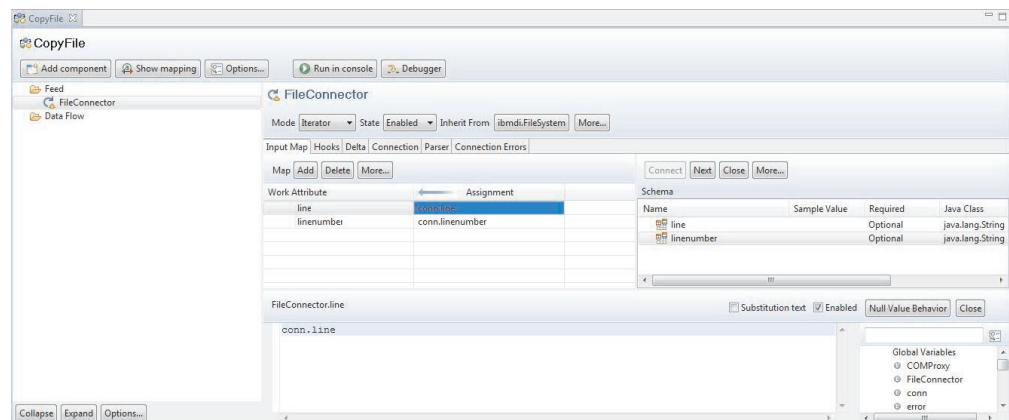 CopyFile
CopyFile
Add component Show mapping Options... Run in console Debugger
Feed
FileConnector
Data Flow
FileConnector
Mode Iterator State Enabled Inherit From ibmdi.FileSystem More...
Input Map Hooks Delta Connection Parser Connection Errors
Map Add Delete More...
Connect Next Close More...
Work Attribute Assignment
line conn.line
linenumber conn.linenumber
Schema
Name Sample Value Required Java Class
line Optional java.lang.String
linenumber Optional java.lang.String
FileConnector.line
Substitution text Enabled Null Value Behavior Close
conn.line
Global Variables
COMProxy
FileConnector
conn
error
Collapse Expand Options...